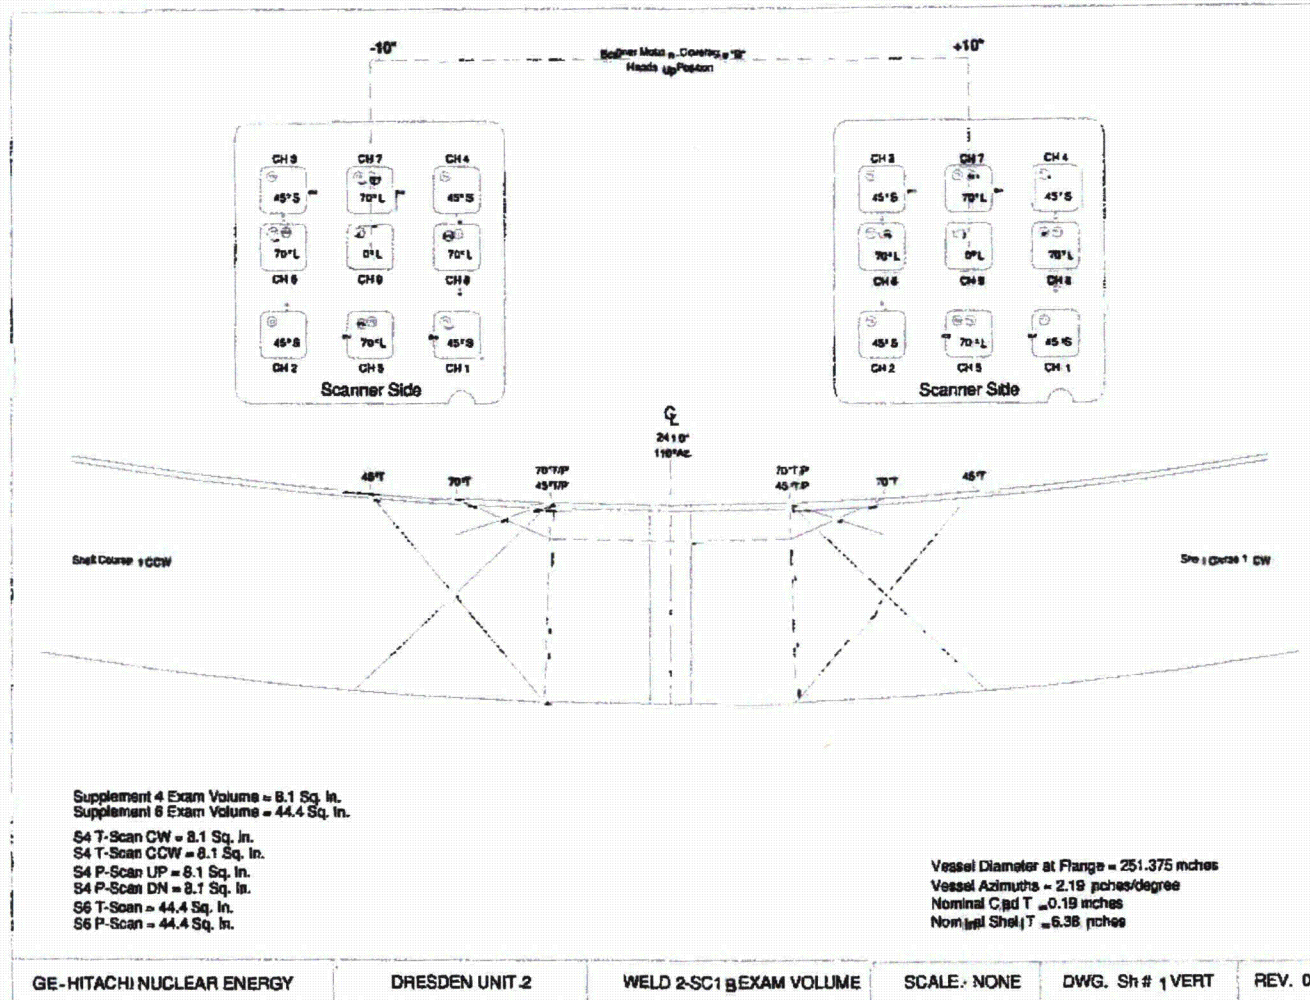 -10"
+10"
Heads Up Position
CH 3 CH 7 CH 4
45°S 70°L 45°S
70°L 0°L 70°L
CH 6 CH 9 CH 8
45°S 70°L 45°S
CH 2 CH 5 CH 1
Scanner Side
CH 3 CH 7 CH 4
45°S 70°L 45°S
70°L 0°L 70°L
CH 6 CH 9 CH 8
45°S 70°L 45°S
CH 2 CH 5 CH 1
Scanner Side
CL
110°Az.
45°T 70°T 70°T/P 70°T/P 70°T 45°T
45°T/P 45°T/P
Shell Course 1 CCW
Shell Course 1 CW
Supplement 4 Exam Volume = 8.1 Sq. In.
Supplement 6 Exam Volume = 44.4 Sq. In.
S4 T-Scan CW = 8.1 Sq. In.
S4 T-Scan CCW = 8.1 Sq. In.
S4 P-Scan UP = 8.1 Sq. In.
S4 P-Scan DN = 8.1 Sq. In.
S6 T-Scan = 44.4 Sq. In.
S6 P-Scan = 44.4 Sq. In.
Vessel Diameter at Flange = 251.375 inches
Vessel Azimuths = 2.19 inches/degree
Nominal Clad T = 0.19 inches
Nominal Shell T = 6.38 inches
GE-HITACHI NUCLEAR ENERGY
DRESDEN UNIT 2
WELD 2-SC1 B EXAM VOLUME
SCALE: NONE
DWG. Sh # 1 VERT
REV. 0